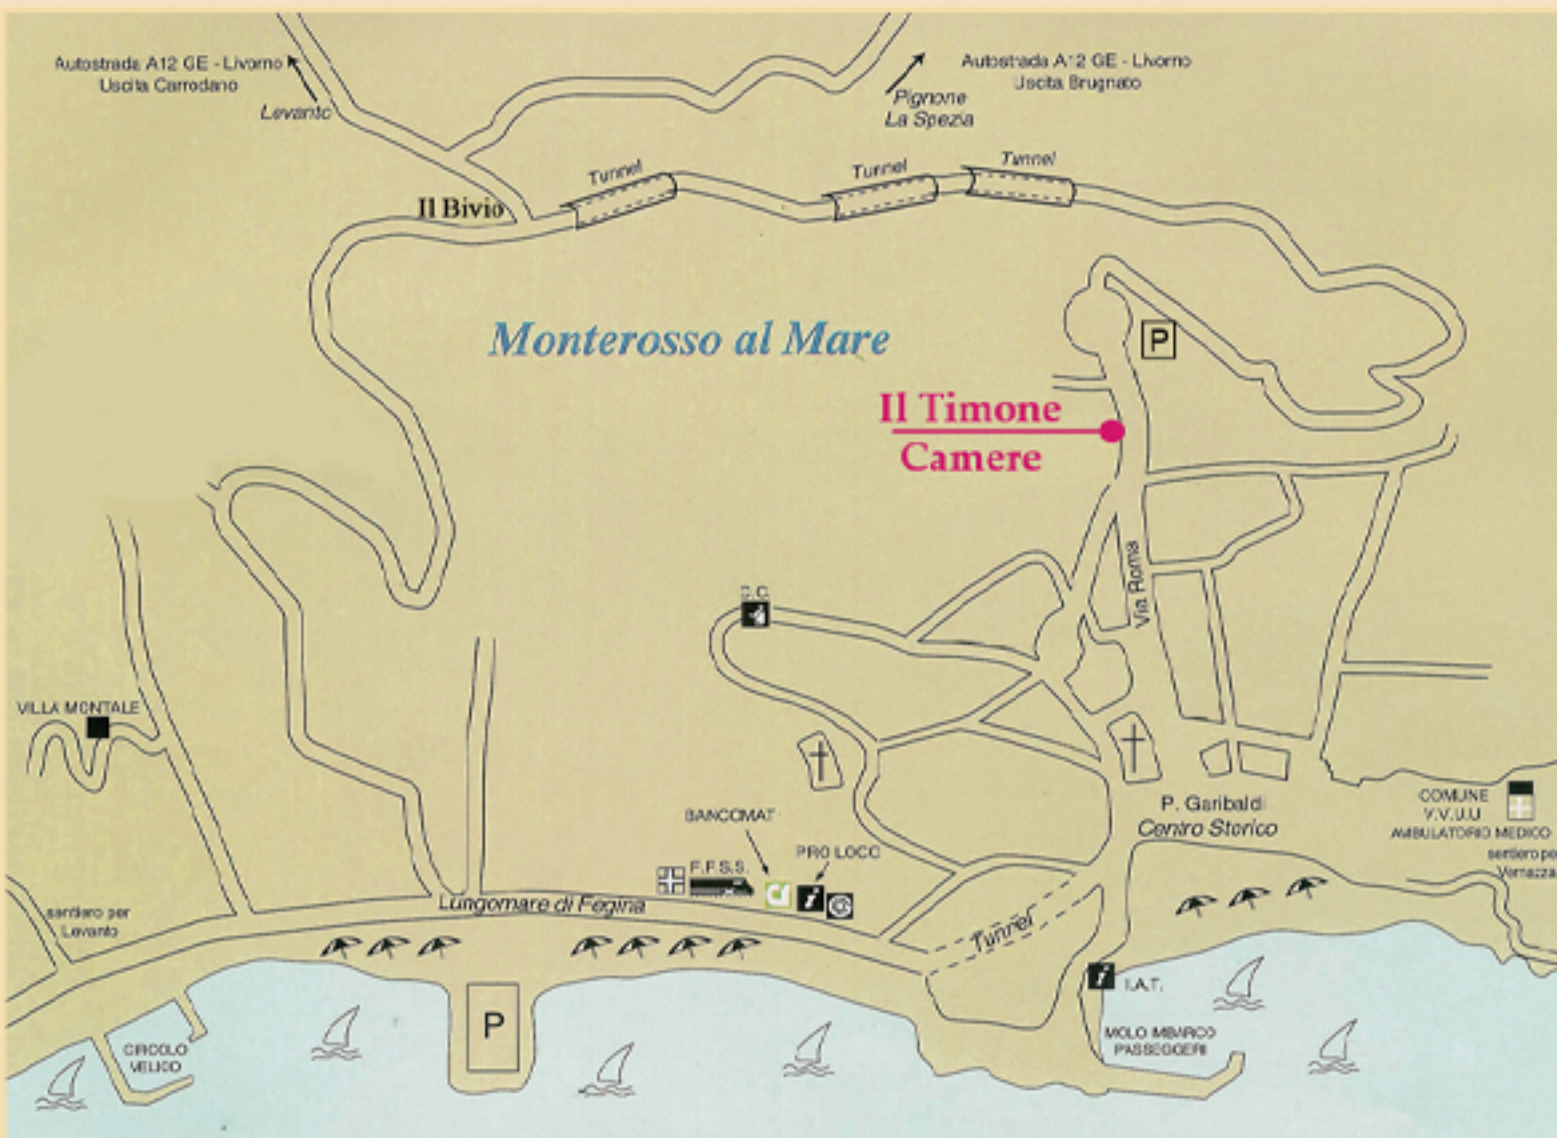 Autostrada A12 GE - Livorno
Uscita Carrodano
Levanto
Autostrada A12 GE - Livorno
Uscita Brugnato
Pignone
La Spezia
Tunnel
Tunnel
Tunnel
Il Bivio
Monterosso al Mare
P
Il Timone
Camere
Via Roma
VILLA MONTALE
P. Garibaldi
Centro Storico
COMUNE
V.V.U.U
AMBULATORIO MEDICO
sentiero per
Vernazza
BANCOMAT
PRO LOCO
F.F.S.S.
i
Lungomare di Fegina
sentiero per
Levanto
Tunnel
i
I.A.T.
P
MOLO IMBARCO
PASSEGGERI
CIRCOLO
VELICO